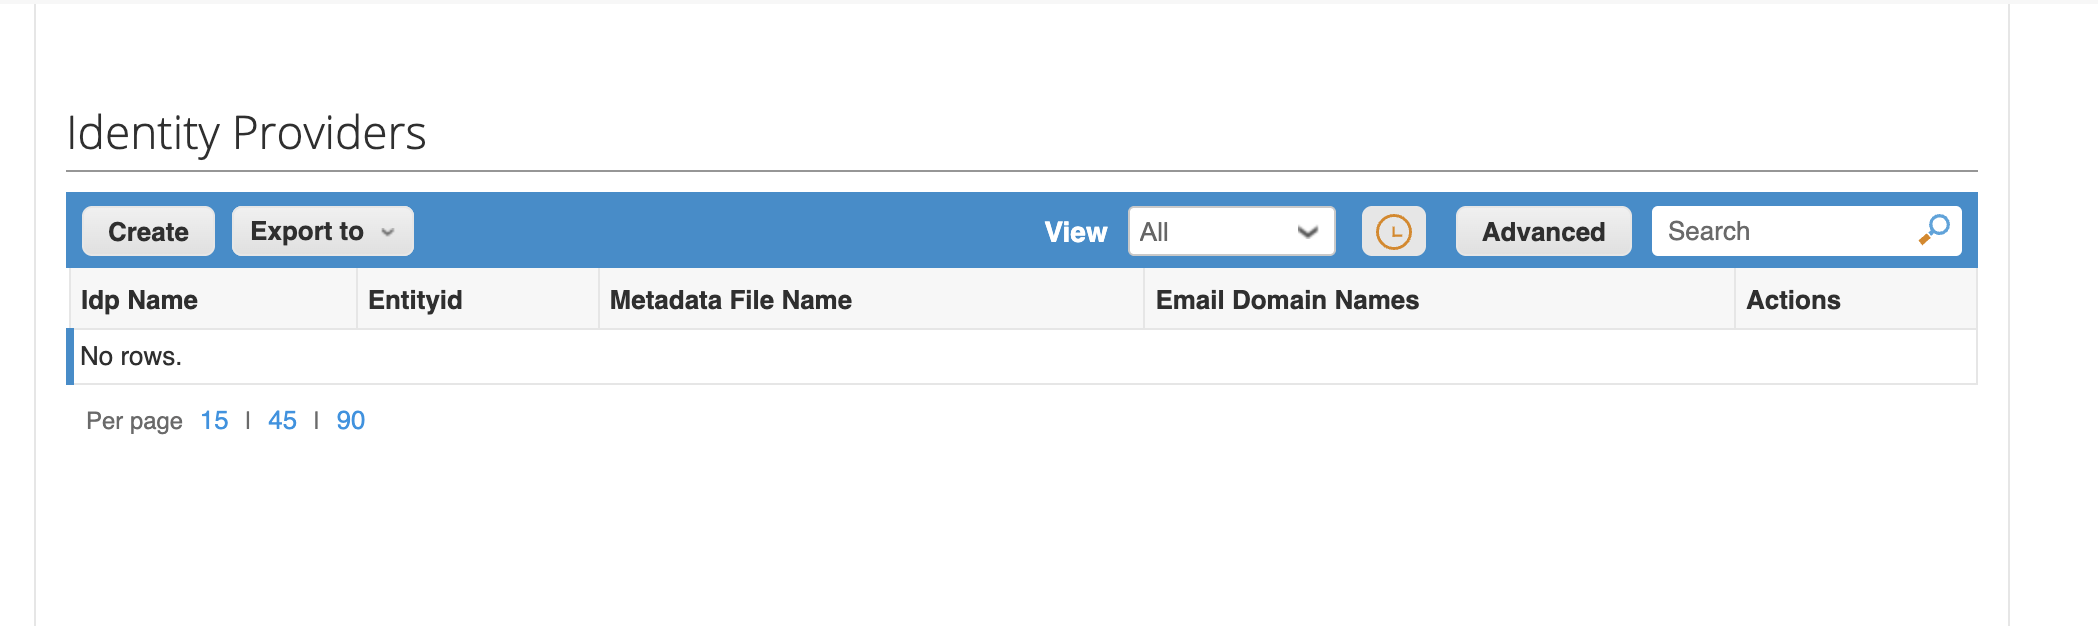 Identity Providers
Create Export to View All Advanced Search
Idp Name Entityid Metadata File Name Email Domain Names Actions
No rows.
Per page 15 | 45 | 90